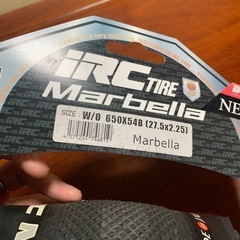 iRC TIRE
Marbella
NE
SIZE: W/O 650X54B (27.5x2.25)
Marbella